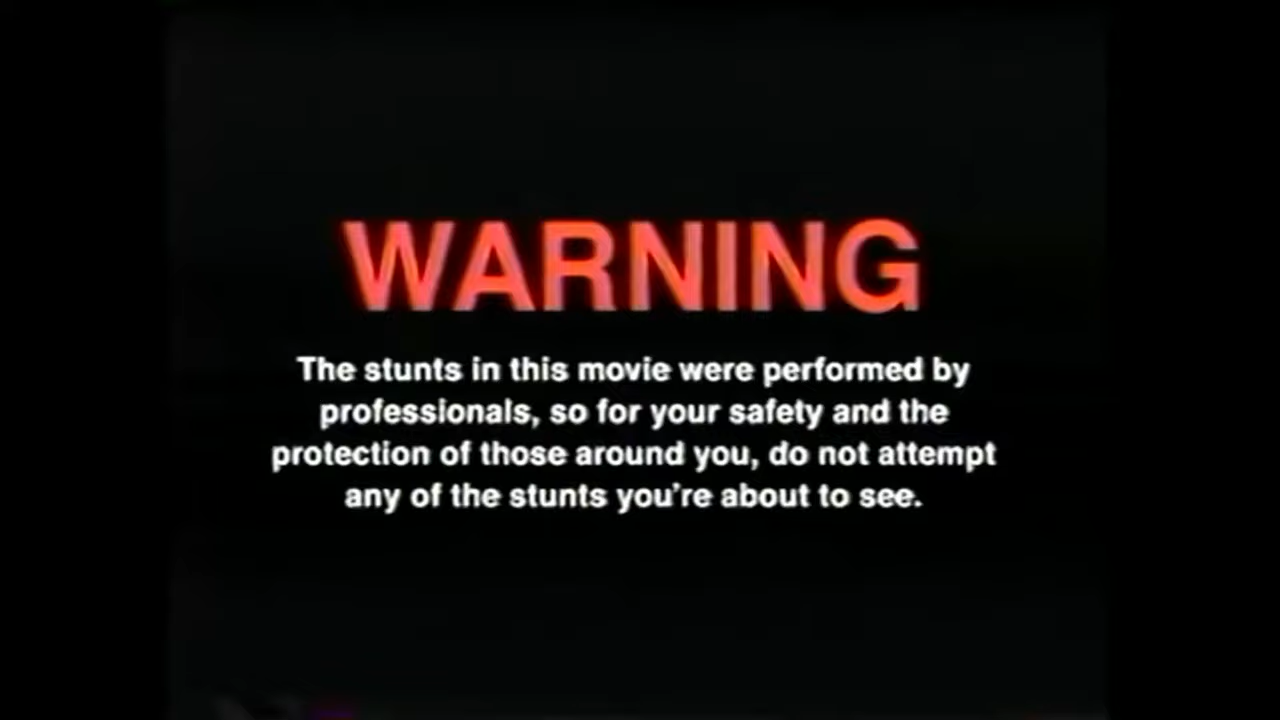 WARNING
The stunts in this movie were performed by
professionals, so for your safety and the
protection of those around you, do not attempt
any of the stunts you're about to see.